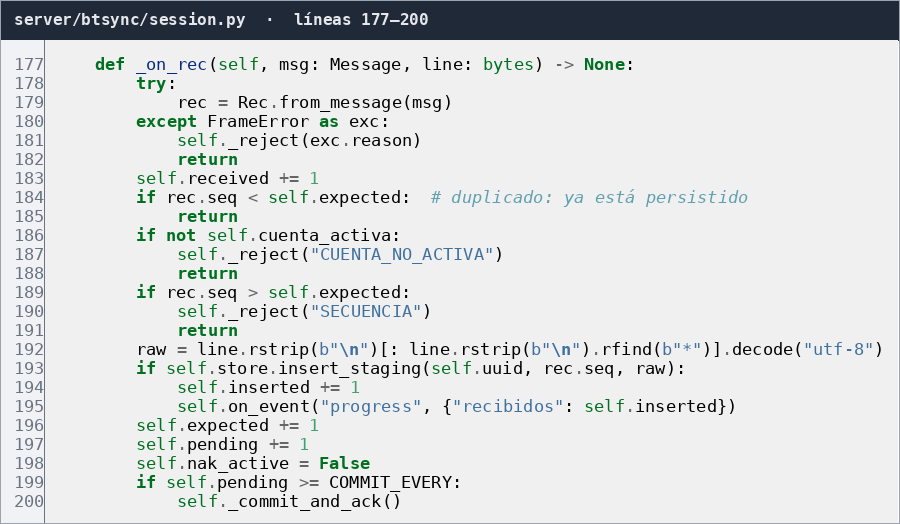 server/btsync/session.py · líneas 177–200
177     def _on_rec(self, msg: Message, line: bytes) -> None:
178         try:
179             rec = Rec.from_message(msg)
180         except FrameError as exc:
181             self._reject(exc.reason)
182             return
183         self.received += 1
184         if rec.seq < self.expected:  # duplicado: ya está persistido
185             return
186         if not self.cuenta_activa:
187             self._reject("CUENTA_NO_ACTIVA")
188             return
189         if rec.seq > self.expected:
190             self._reject("SECUENCIA")
191             return
192         raw = line.rstrip(b"\n")[: line.rstrip(b"\n").rfind(b"*")].decode("utf-8")
193         if self.store.insert_staging(self.uuid, rec.seq, raw):
194             self.inserted += 1
195             self.on_event("progress", {"recibidos": self.inserted})
196         self.expected += 1
197         self.pending += 1
198         self.nak_active = False
199         if self.pending >= COMMIT_EVERY:
200             self._commit_and_ack()